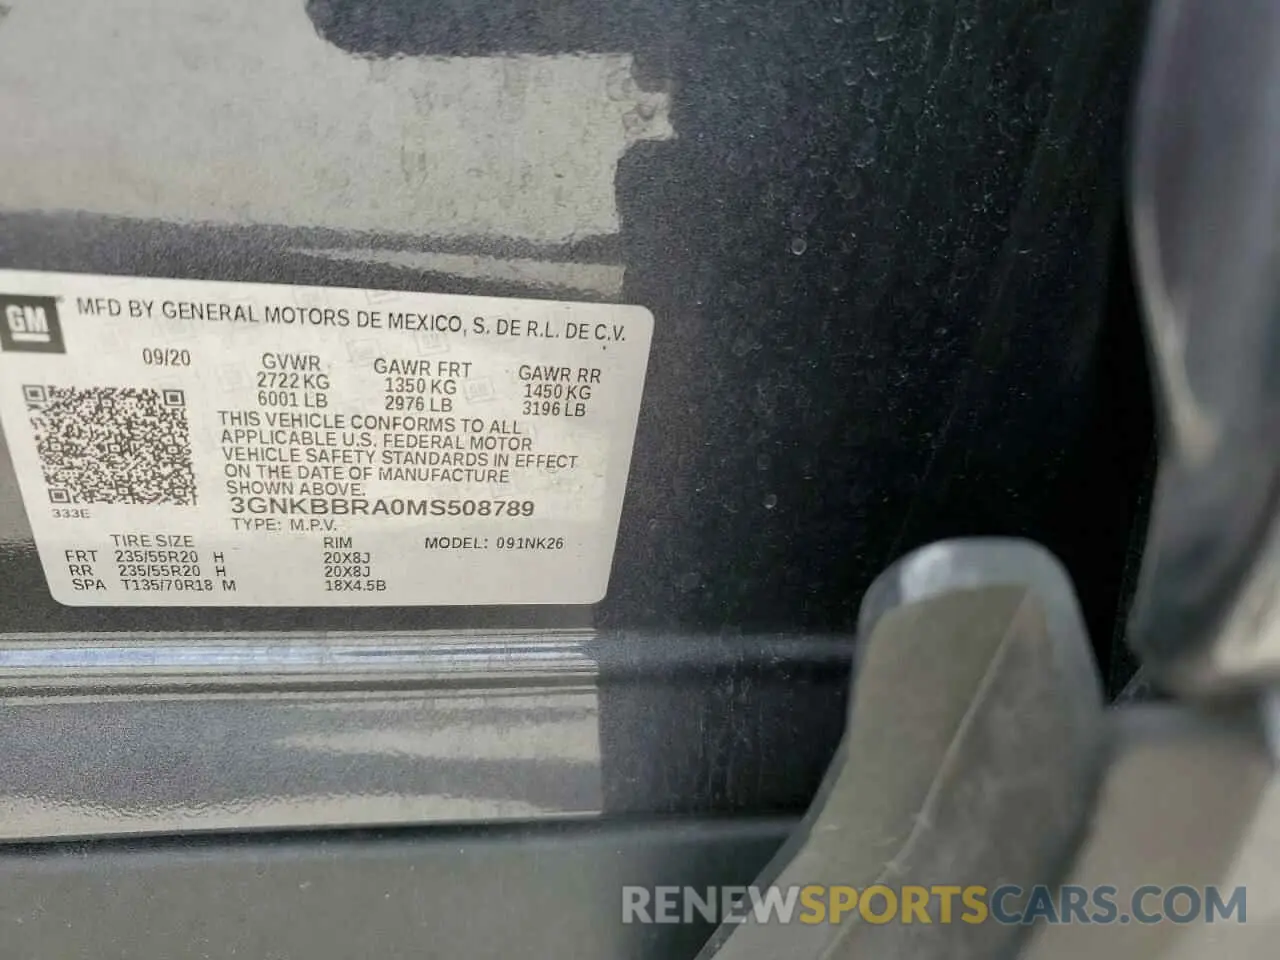 GM
MFD BY GENERAL MOTORS DE MEXICO, S. DE R.L. DE C.V.
09/20
GVWR
2722 KG
6001 LB
GAWR FRT
1350 KG
2976 LB
GAWR RR
1450 KG
3196 LB
THIS VEHICLE CONFORMS TO ALL
APPLICABLE U.S. FEDERAL MOTOR
VEHICLE SAFETY STANDARDS IN EFFECT
ON THE DATE OF MANUFACTURE
SHOWN ABOVE.
333E
3GNKBBRA0MS508789
TYPE: M.P.V.
TIRE SIZE RIM MODEL: 091NK26
FRT 235/55R20 H 20X8J
RR 235/55R20 H 20X8J
SPA T135/70R18 M 18X4.5B
RENEWSPORTSCARS.COM